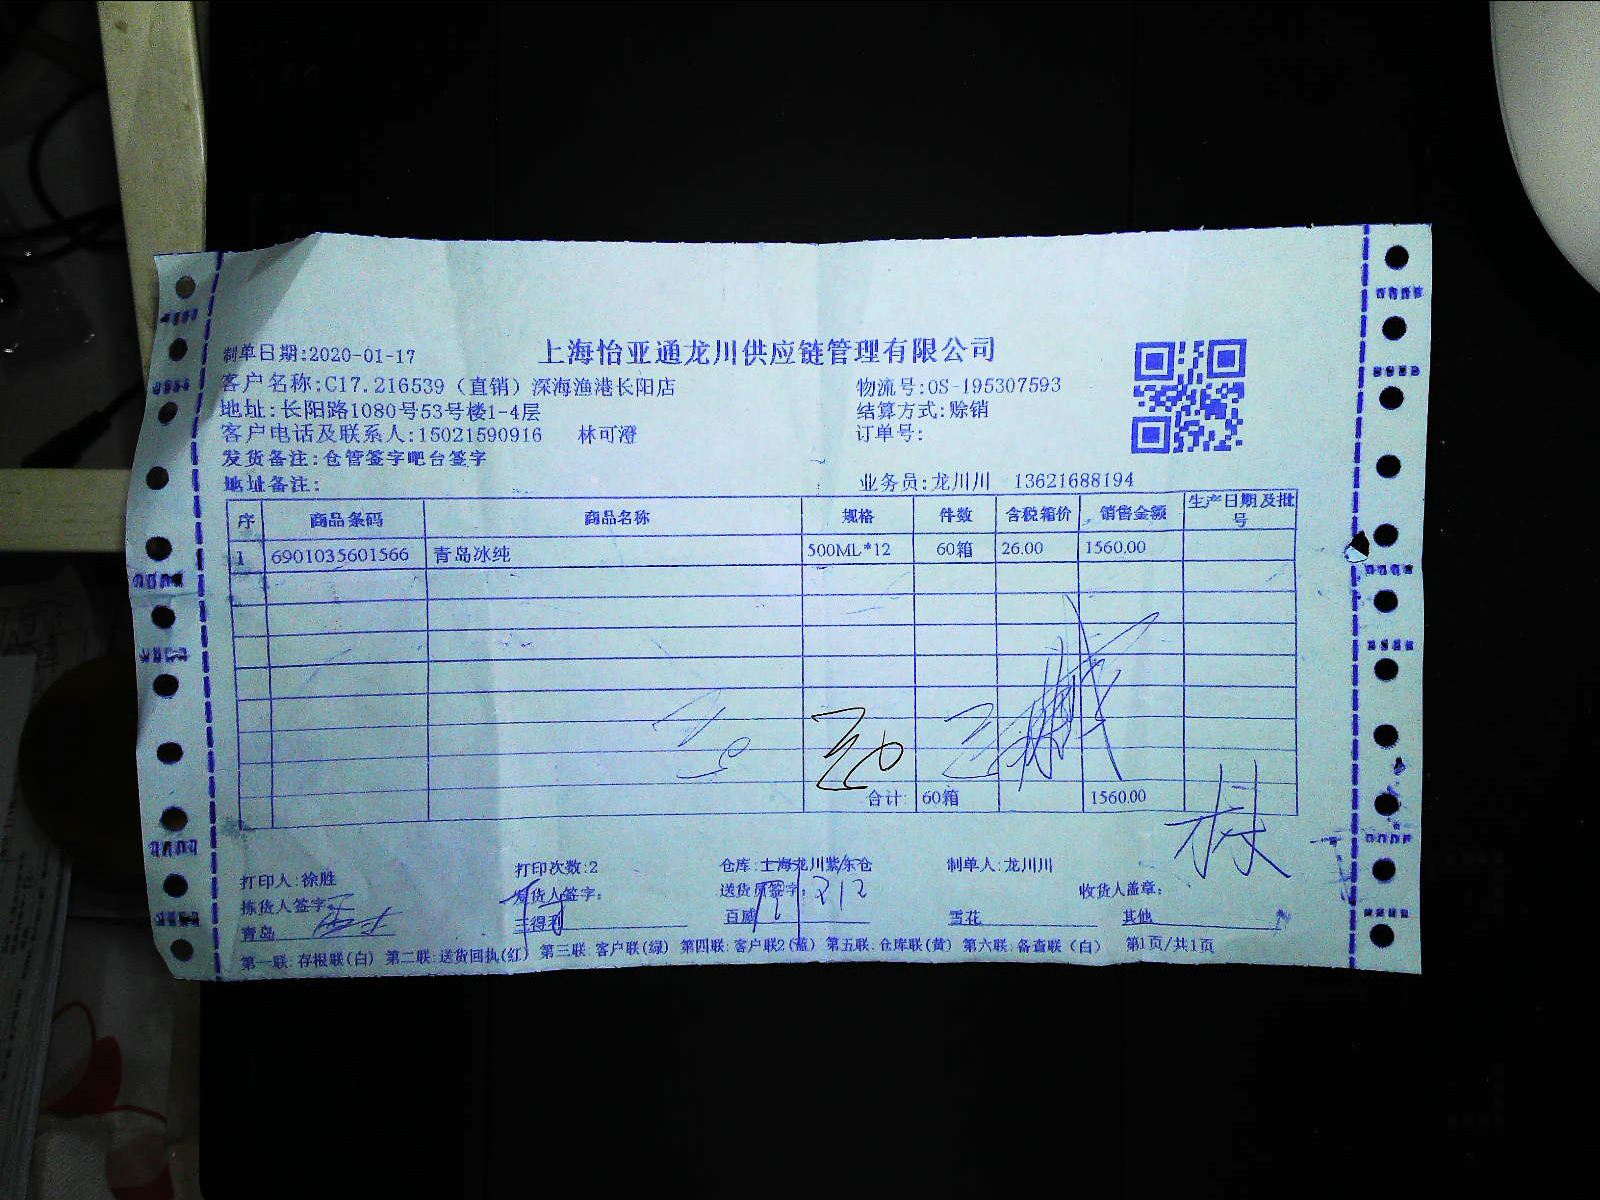 上海怡亚通龙川供应链管理有限公司
制单日期:2020-01-17
客户名称:C17.216539（直销）深海渔港长阳店 物流号:OS-195307593
地址:长阳路1080号53号楼1-4层 结算方式:赊销
客户电话及联系人:15021590916 林可澄 订单号:
发货备注:仓管签字吧台签字
地址备注: 业务员:龙川川 13621688194
序 商品条码 商品名称 规格 件数 含税箱价 销售金额 生产日期及批号
1 6901035601566 青岛冰纯 500ML*12 60箱 26.00 1560.00
合计: 60箱 1560.00
林
打印人:徐胜 打印次数:2 仓库:上海龙川紫东仓 制单人:龙川川
拣货人签字: 发货人签字: 送货员签字: 收货人盖章:
青岛 三得利 百威 雪花 其他
第一联:存根联(白) 第二联:送货回执(红) 第三联:客户联(绿) 第四联:客户联2(蓝) 第五联:仓库联(黄) 第六联:备查联（白） 第1页/共1页